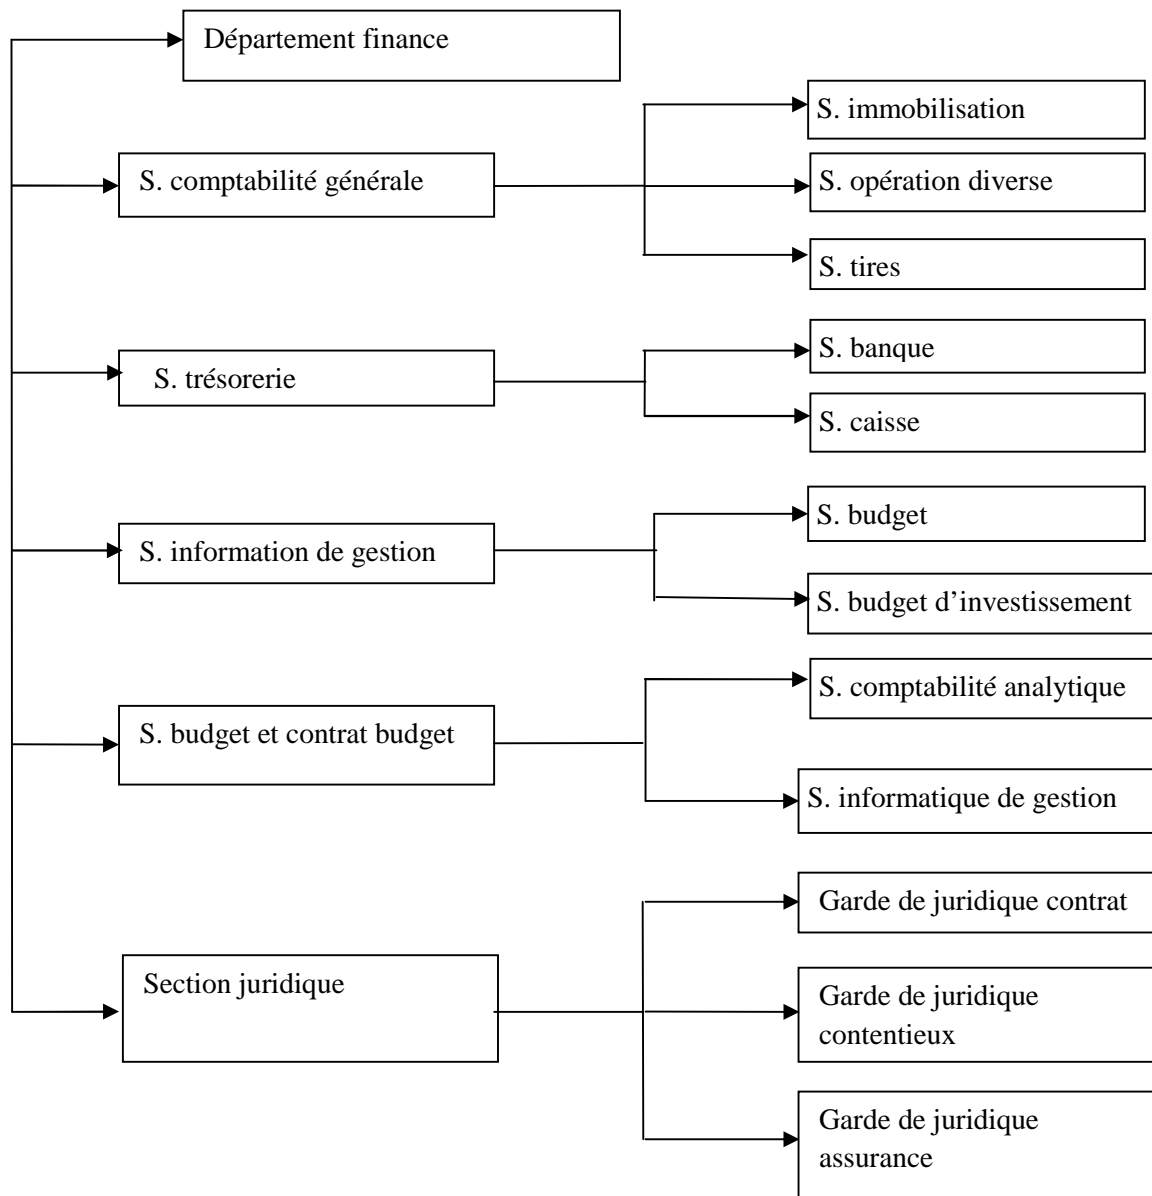 Département finance
S. immobilisation
S. comptabilité générale
S. opération diverse
S. tires
S. banque
S. trésorerie
S. caisse
S. budget
S. information de gestion
S. budget d’investissement
S. comptabilité analytique
S. budget et contrat budget
S. informatique de gestion
Garde de juridique contrat
Section juridique
Garde de juridique
contentieux
Garde de juridique
assurance